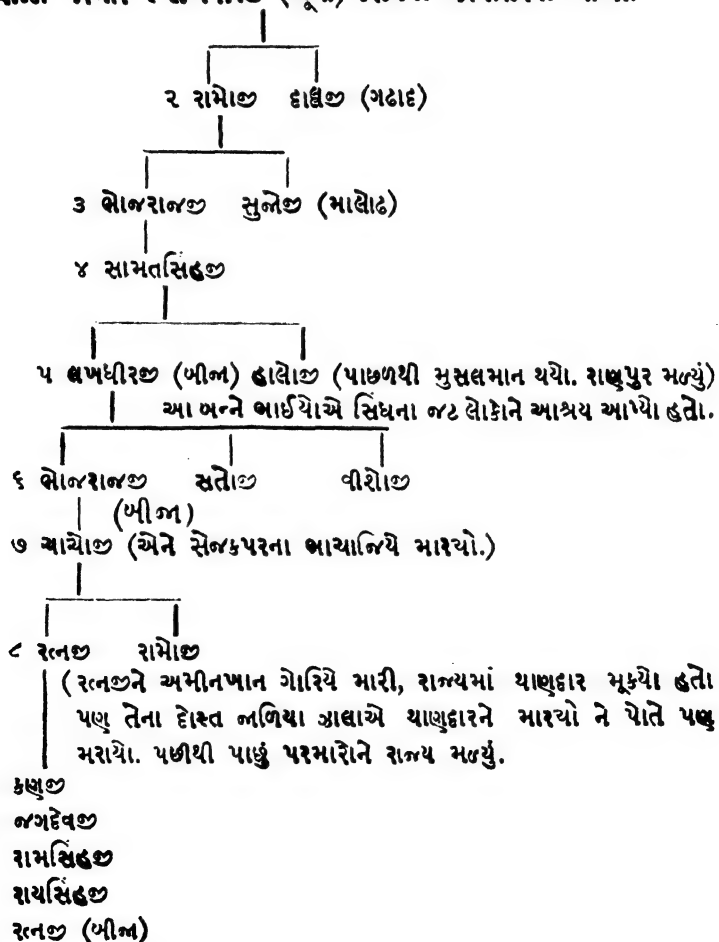 ૨ રામોજી દાઘજી (ગઢાદ)
૩ ભોજરાજજી સુજોજી (માલોઢ)
૪ સામતસિંહજી
૫ લખધીરજી (બીજા) હાલોજી (પાછળથી મુસલમાન થયો. રાણપુર મળ્યું)
આ બન્ને ભાઈયોએ સિંધના જટ લોકોને આશ્રય આપ્યો હતો.
૬ ભોજરાજજી સતોજી વીશોજી
(બીજા)
૭ ચાચોજી (એને સેજકપરના ભાયાનિયે મારયો.)
૮ રત્નજી રામોજી
(રત્નજીને અમીનખાન ગોરિયે મારી, રાજ્યમાં થાણદાર મૂક્યો હતો
પણ તેના દોસ્ત જાળિયા ઝાલાએ થાણદારને મારયો ને પોતે પણ
મરાયો. પછીથી પાછું પરમારોને રાજ્ય મળ્યું.
કણજી
જગદેવજી
રામસિંહજી
રાયસિંહજી
રત્નજી (બીજા)